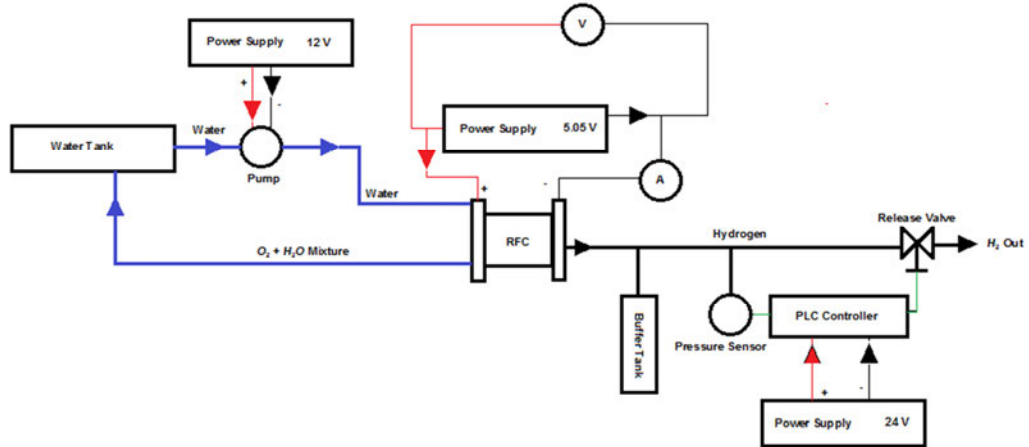 Power Supply 12 V
+
-
V
Power Supply 5.05 V
Water Tank
Water
Pump
A
Water
+
-
RFC
Release Valve
Hydrogen
H₂ Out
O₂ + H₂O Mixture
Buffer Tank
PLC Controller
Pressure Sensor
+
-
Power Supply 24 V